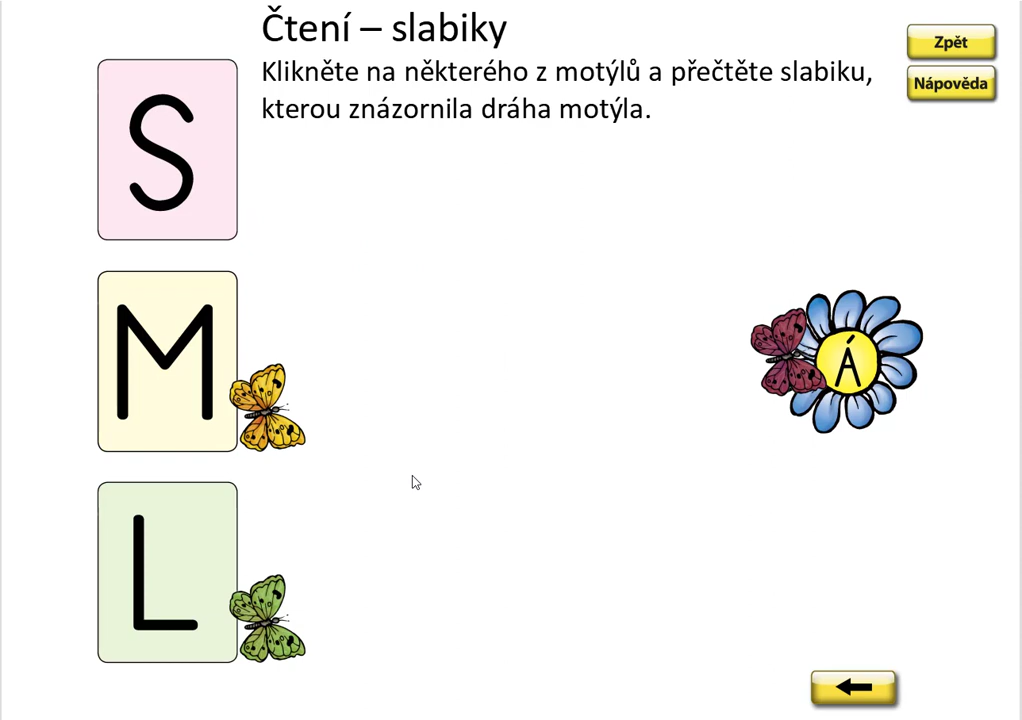 Čtení – slabiky
Klikněte na některého z motýlů a přečtěte slabiku,
kterou znázornila dráha motýla.
Zpět
Nápověda
S
M
Á
L